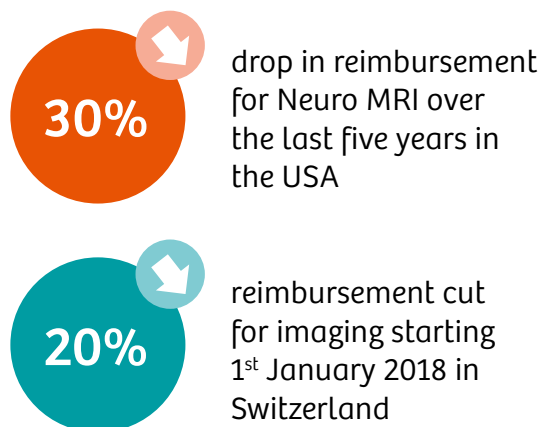 30%
drop in reimbursement
for Neuro MRI over
the last five years in
the USA
20%
reimbursement cut
for imaging starting
1st January 2018 in
Switzerland